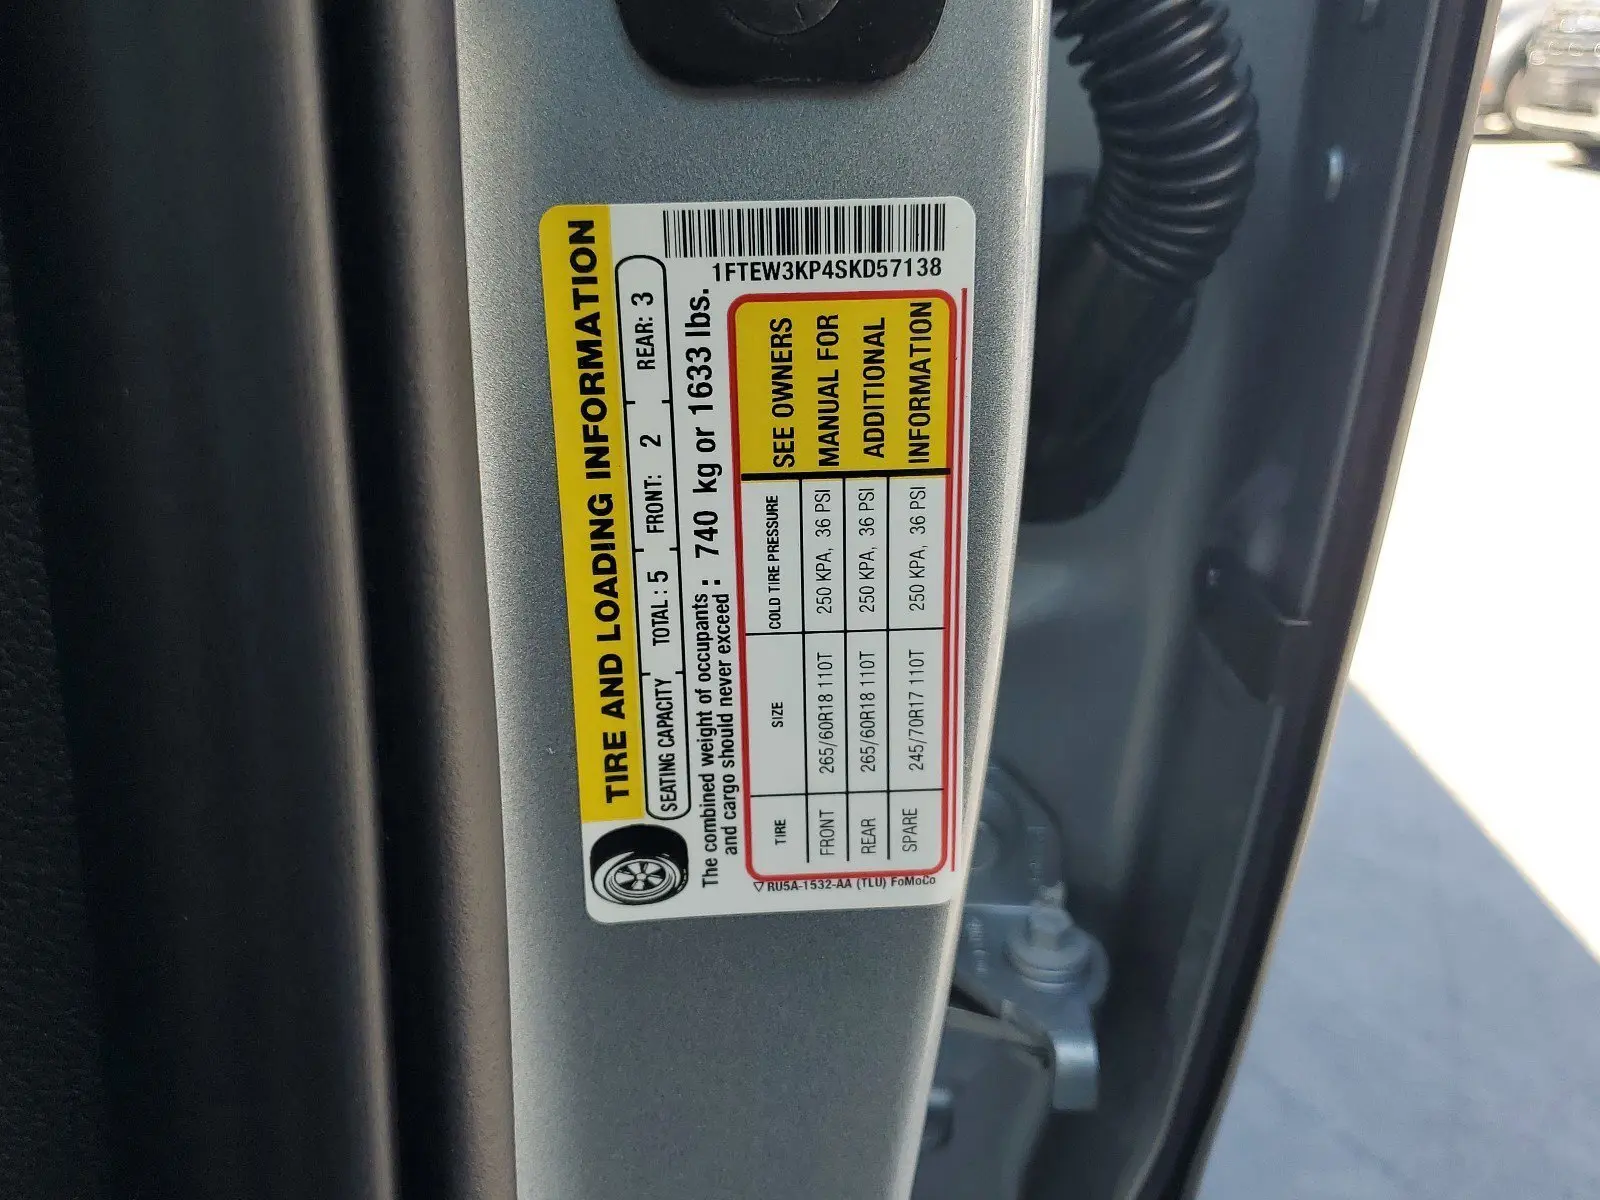 1FTEW3KP4SKD57138
TIRE AND LOADING INFORMATION
SEATING CAPACITY TOTAL : 5 FRONT: 2 REAR: 3
The combined weight of occupants
and cargo should never exceed : 740 kg or 1633 lbs.
TIRE SIZE COLD TIRE PRESSURE
FRONT 265/60R18 110T 250 KPA, 36 PSI
REAR 265/60R18 110T 250 KPA, 36 PSI
SPARE 245/70R17 110T 250 KPA, 36 PSI
SEE OWNERS
MANUAL FOR
ADDITIONAL
INFORMATION
RU5A-1532-AA (TLU) FoMoCo